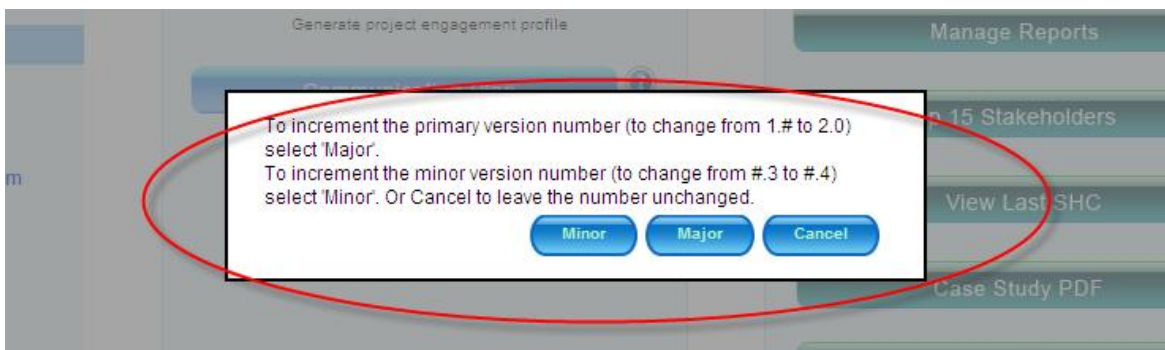 Generate project engagement profile
Manage Reports
15 Stakeholders
To increment the primary version number (to change from 1.# to 2.0)
select 'Major'.
To increment the minor version number (to change from #.3 to #.4)
select 'Minor'. Or Cancel to leave the number unchanged.
m
View Last SHC
Minor
Major
Cancel
Case Study PDF